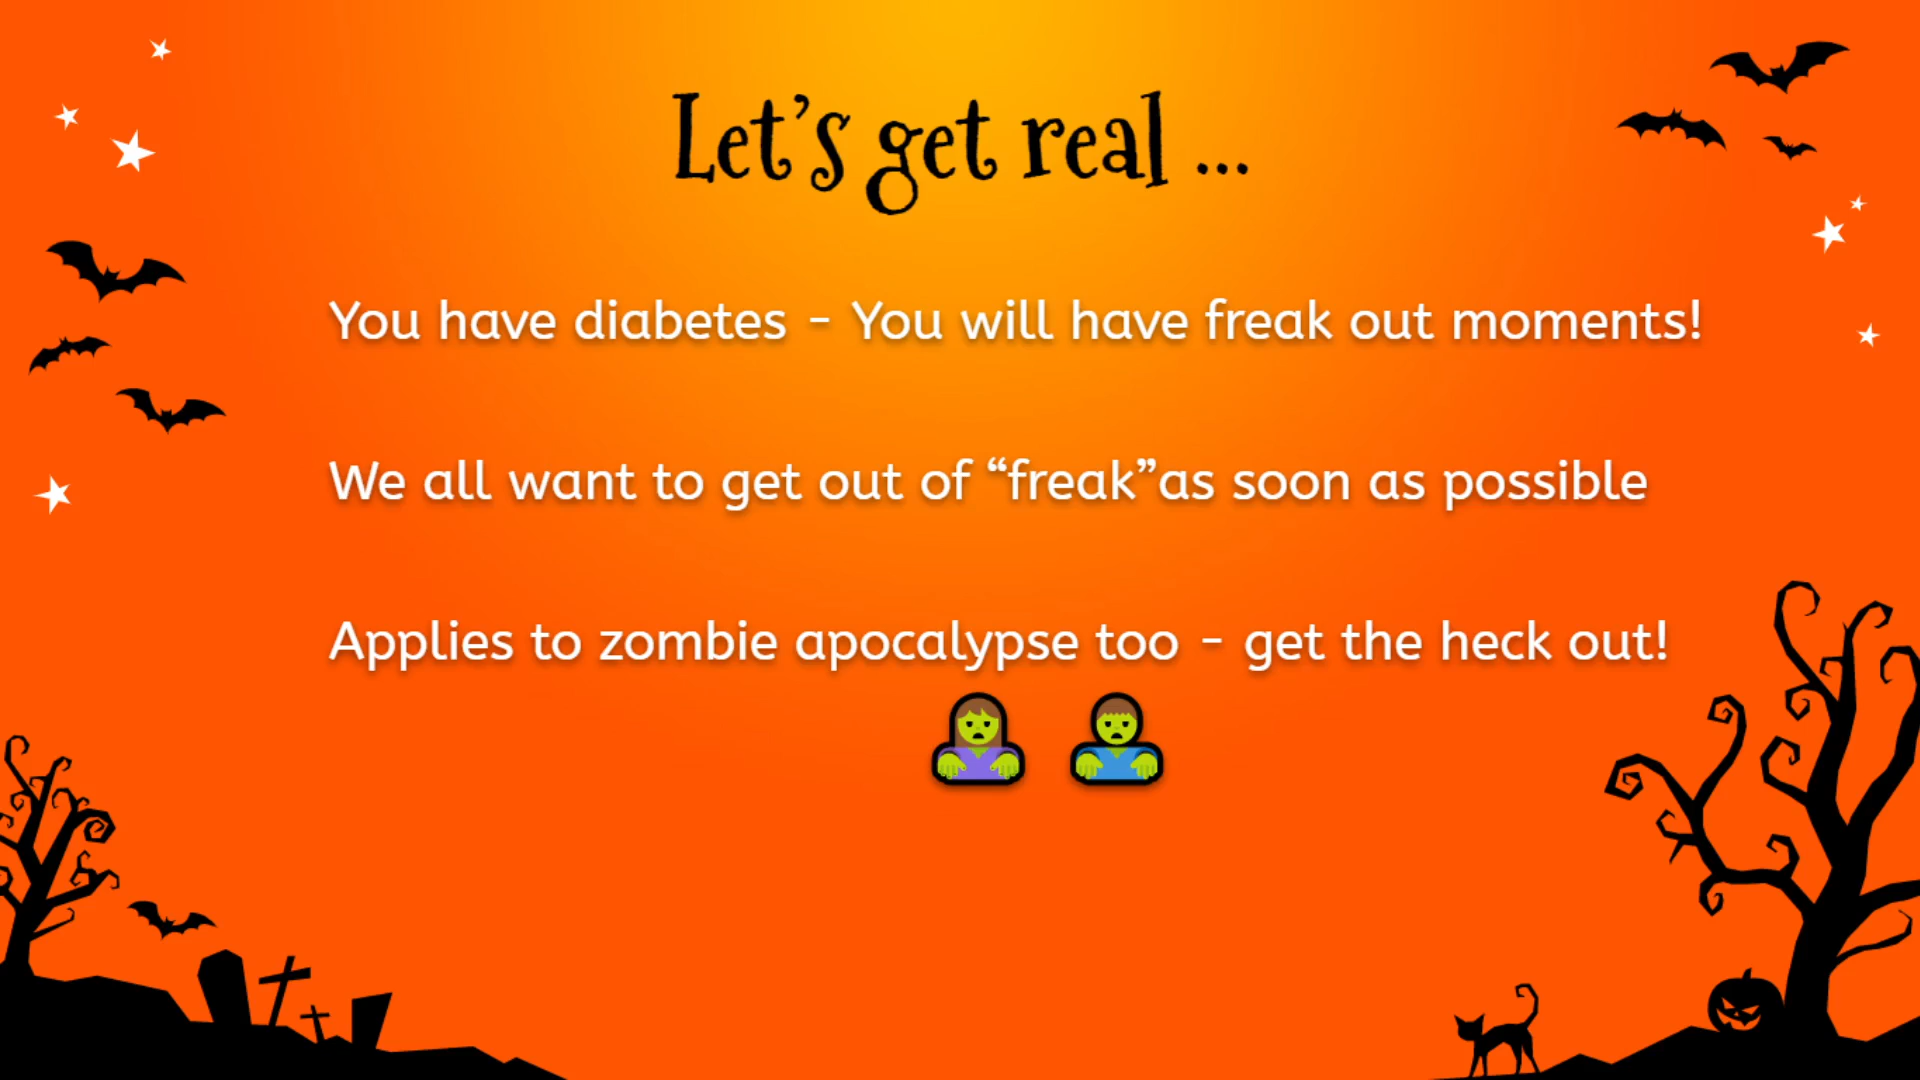 Let’s get real ...
You have diabetes - You will have freak out moments!
We all want to get out of “freak”as soon as possible
Applies to zombie apocalypse too - get the heck out!